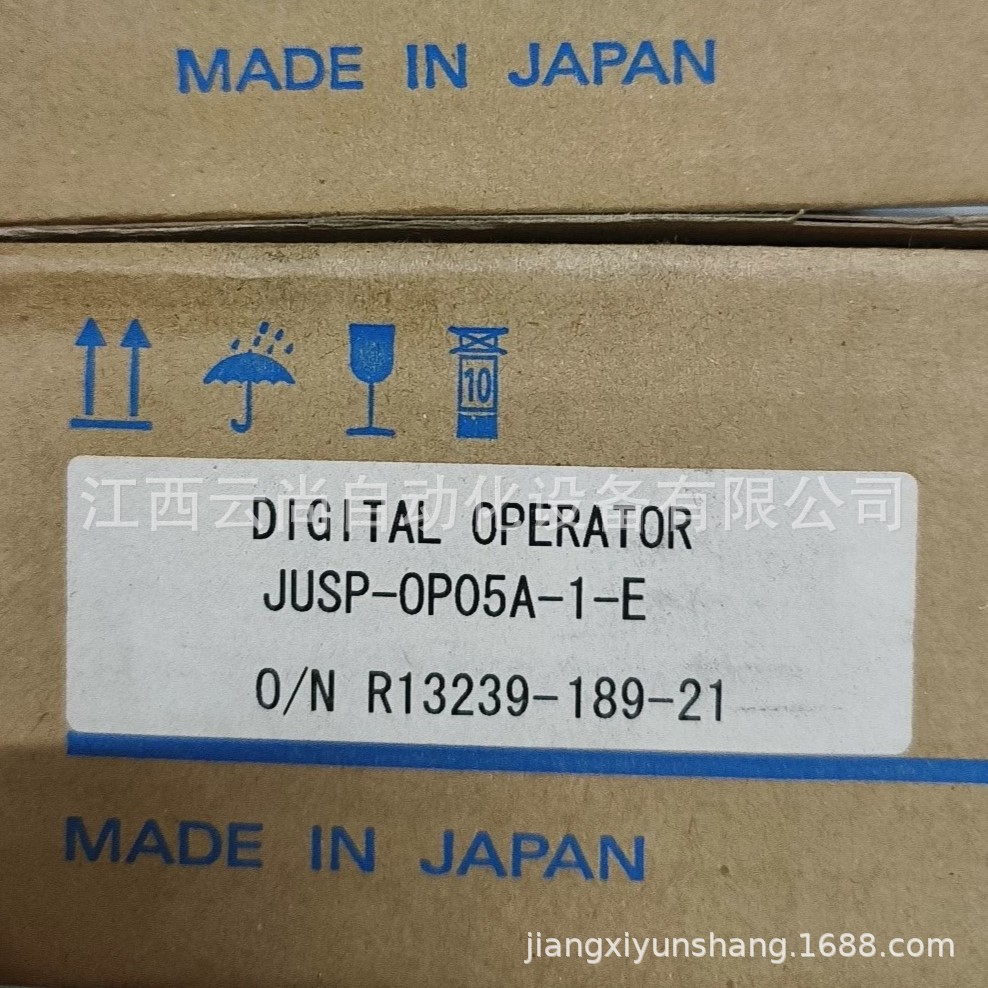 MADE IN JAPAN
10
江西云尚自动化设备有限公司
DIGITAL OPERATOR
JUSP-OP05A-1-E
O/N R13239-189-21
MADE IN JAPAN
jiangxiyunshang.1688.com